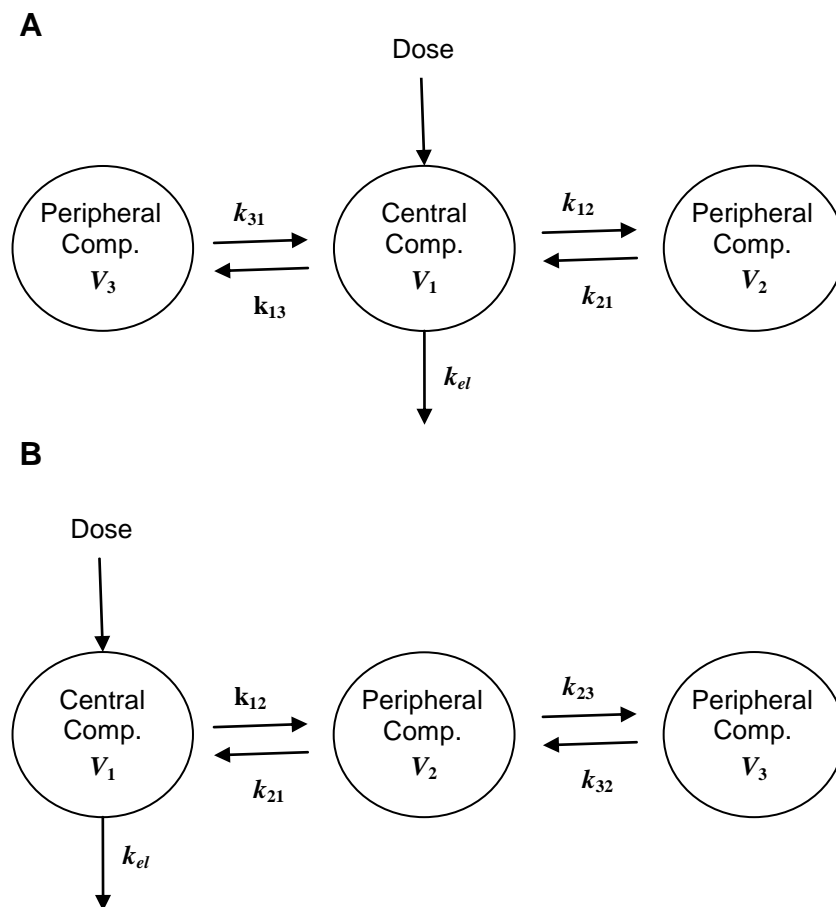 A
Dose
Peripheral
Comp.
V3
k31
k13
Central
Comp.
V1
k12
k21
Peripheral
Comp.
V2
kel
B
Dose
Central
Comp.
V1
k12
k21
Peripheral
Comp.
V2
k23
k32
Peripheral
Comp.
V3
kel